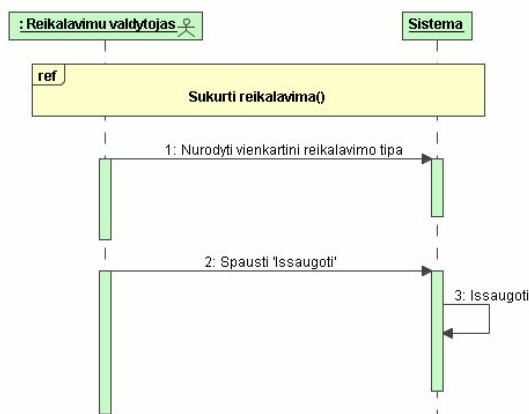 : Reikalavimu valdytojas
Sistema
ref
Sukurti reikalavima()
1: Nurodyti vienkartini reikalavimo tipa
2: Spausti 'Issaugoti'
3: Issaugoti